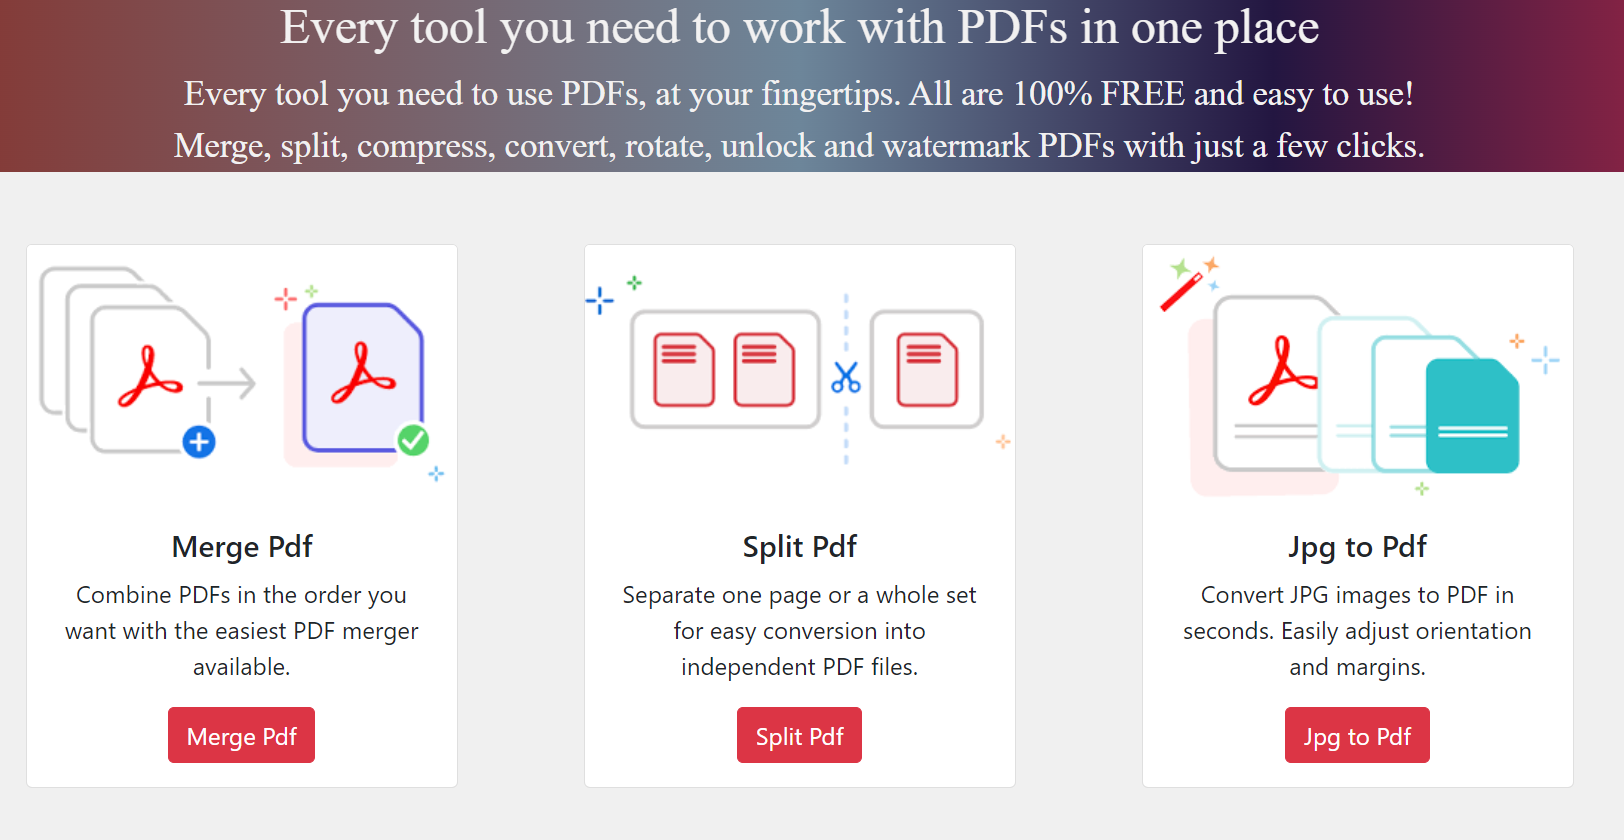 Every tool you need to work with PDFs in one place
Every tool you need to use PDFs, at your fingertips. All are 100% FREE and easy to use!
Merge, split, compress, convert, rotate, unlock and watermark PDFs with just a few clicks.
Merge Pdf
Combine PDFs in the order you
want with the easiest PDF merger
available.
Merge Pdf
Split Pdf
Separate one page or a whole set
for easy conversion into
independent PDF files.
Split Pdf
Jpg to Pdf
Convert JPG images to PDF in
seconds. Easily adjust orientation
and margins.
Jpg to Pdf